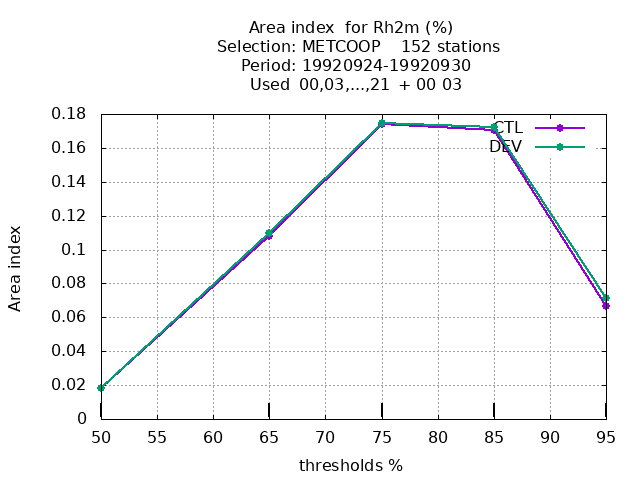 Area index  for Rh2m (%)
Selection: METCOOP    152 stations
Period: 19920924-19920930
Used  00,03,...,21  + 00 03
0.18
0.16
0.14
0.12
0.1
0.08
0.06
0.04
0.02
0
Area index
CTL
DEV
50 55 60 65 70 75 80 85 90 95
thresholds %